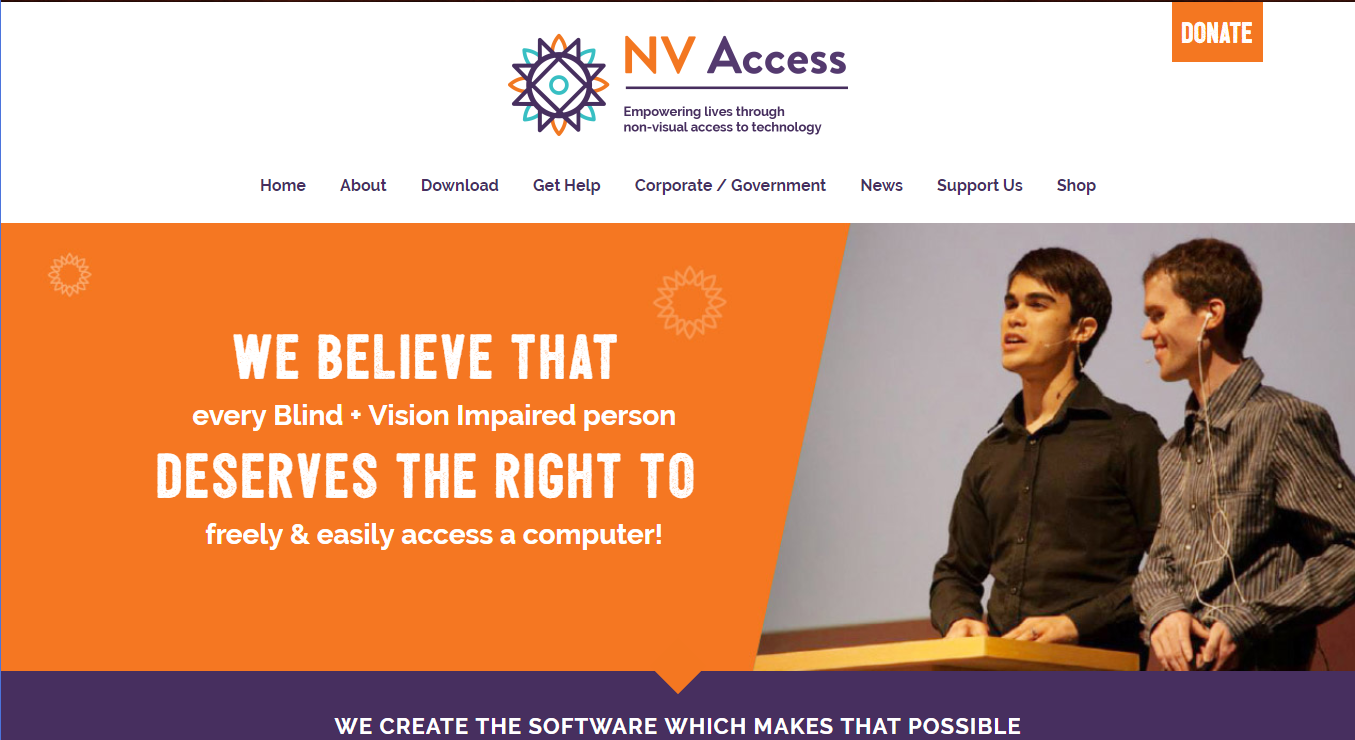 DONATE
NV Access
Empowering lives through
non-visual access to technology
Home About Download Get Help Corporate / Government News Support Us Shop
WE BELIEVE THAT
every Blind + Vision Impaired person
DESERVES THE RIGHT TO
freely & easily access a computer!
WE CREATE THE SOFTWARE WHICH MAKES THAT POSSIBLE